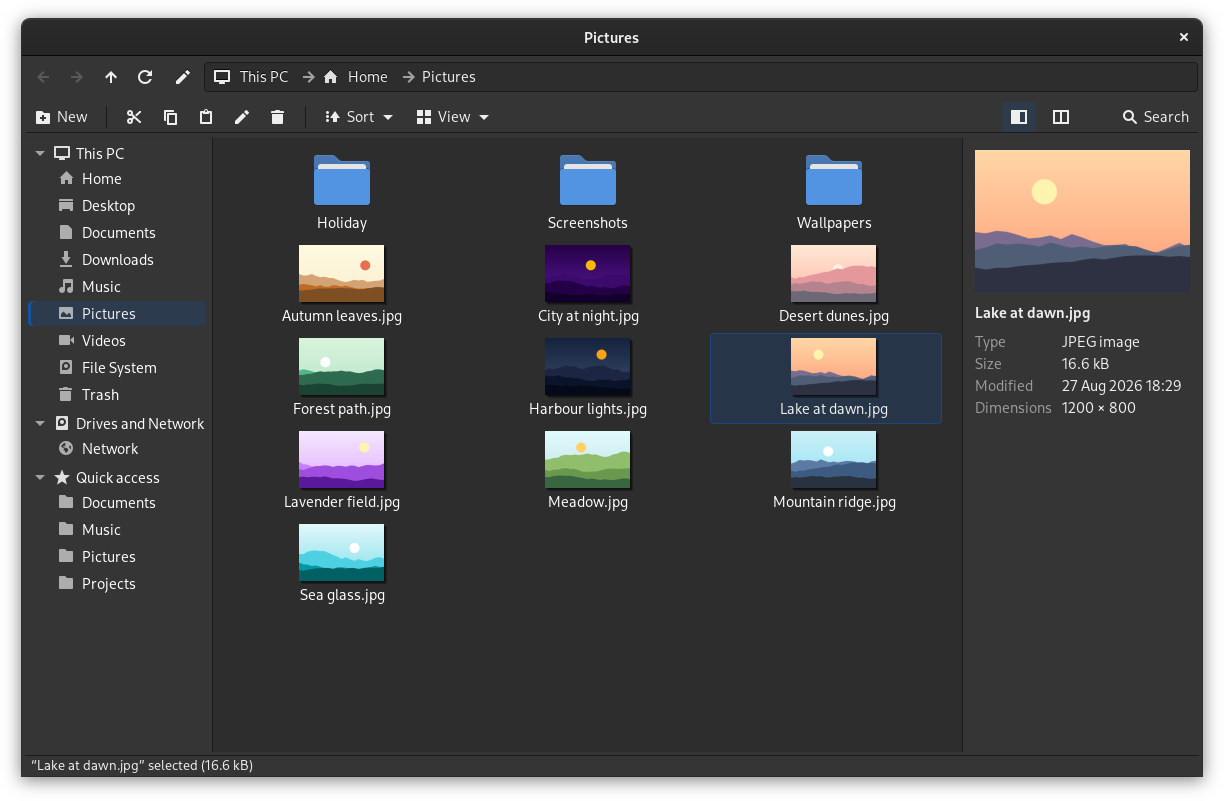 Pictures
This PC
Home
Pictures
New
Sort
View
Search
This PC
Home
Desktop
Documents
Downloads
Music
Pictures
Videos
File System
Trash
Drives and Network
Network
Quick access
Documents
Music
Pictures
Projects
Holiday
Screenshots
Wallpapers
Autumn leaves.jpg
City at night.jpg
Desert dunes.jpg
Forest path.jpg
Harbour lights.jpg
Lake at dawn.jpg
Lavender field.jpg
Meadow.jpg
Mountain ridge.jpg
Sea glass.jpg
Lake at dawn.jpg
Type JPEG image
Size 16.6 kB
Modified 27 Aug 2026 18:29
Dimensions 1200 × 800
“Lake at dawn.jpg” selected (16.6 kB)